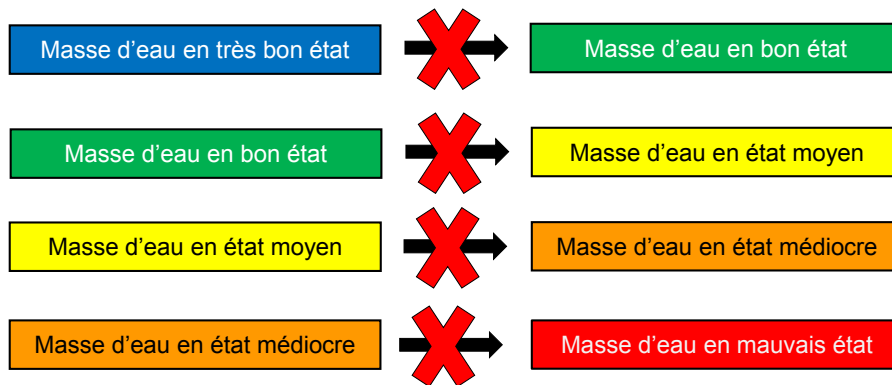 Masse d'eau en très bon état
Masse d'eau en bon état
Masse d'eau en bon état
Masse d'eau en état moyen
Masse d'eau en état moyen
Masse d'eau en état médiocre
Masse d'eau en état médiocre
Masse d'eau en mauvais état